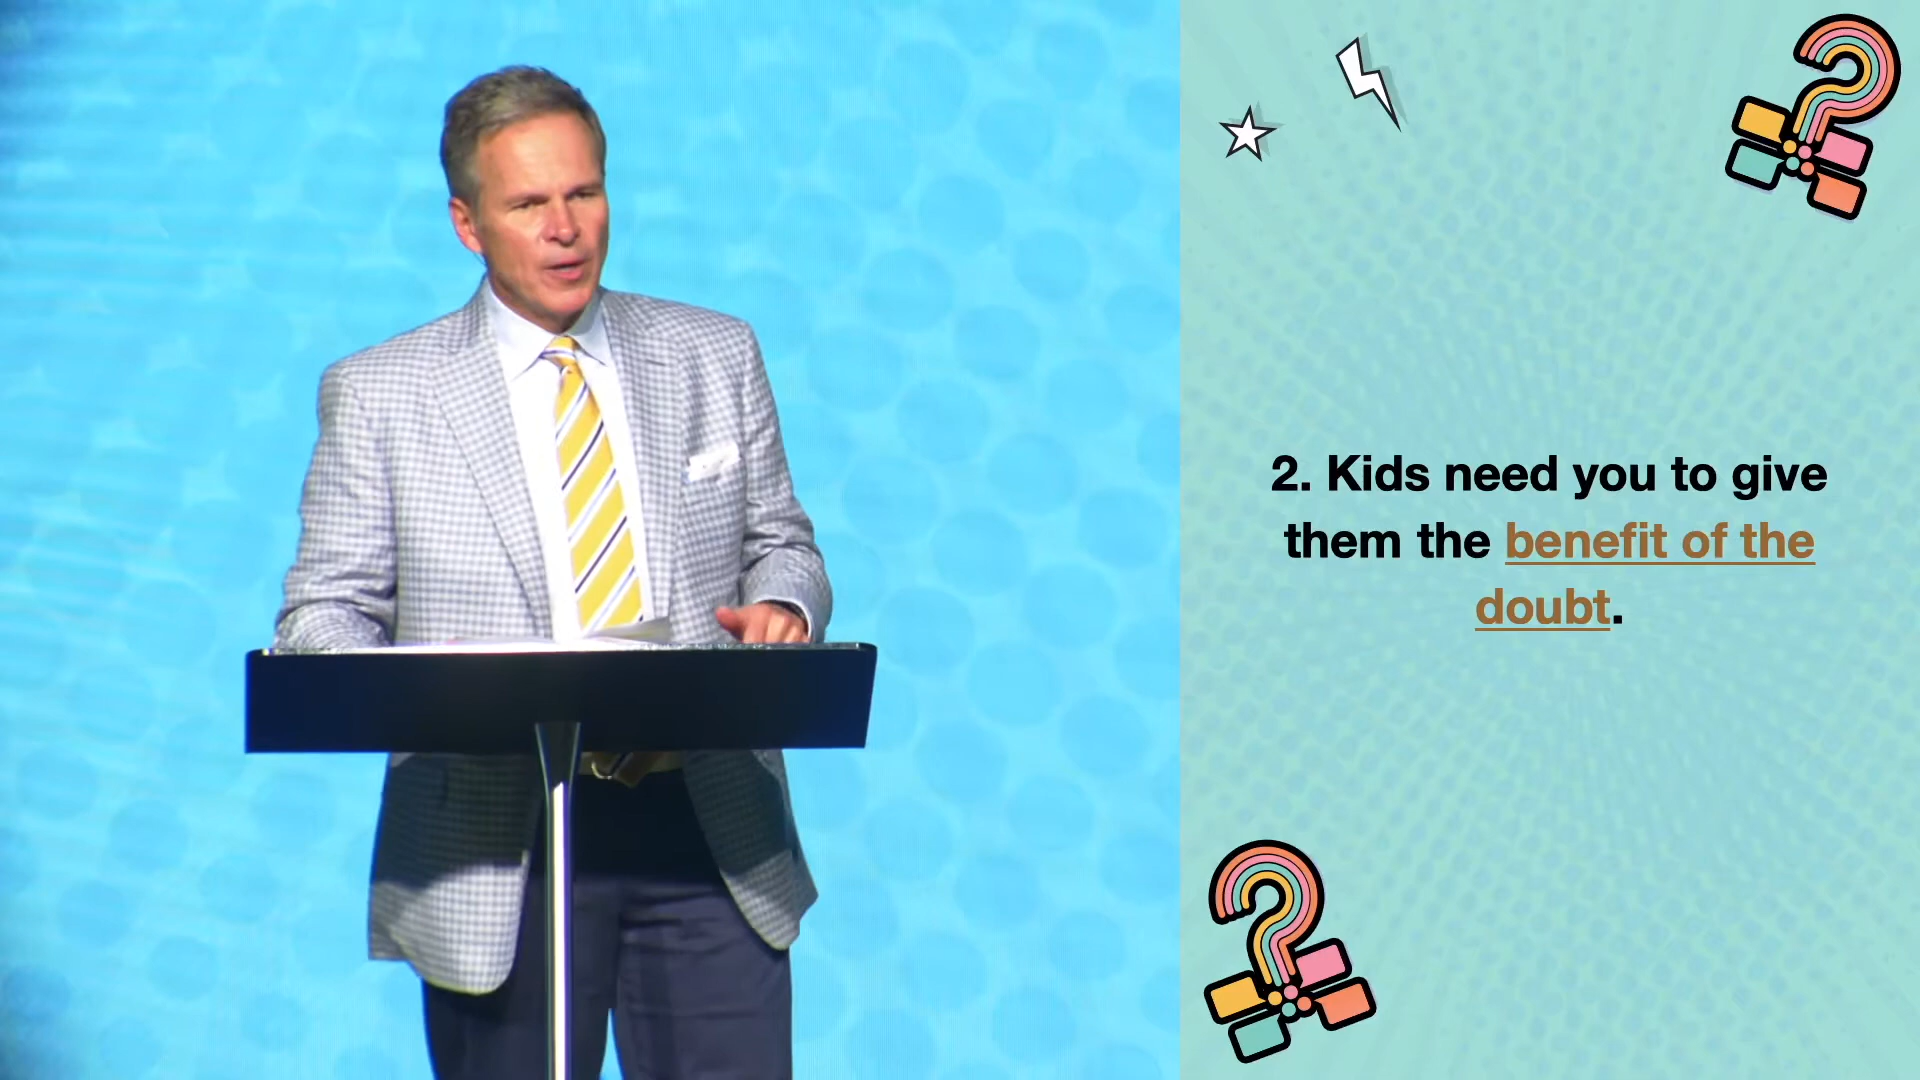 2. Kids need you to give
them the benefit of the
doubt.